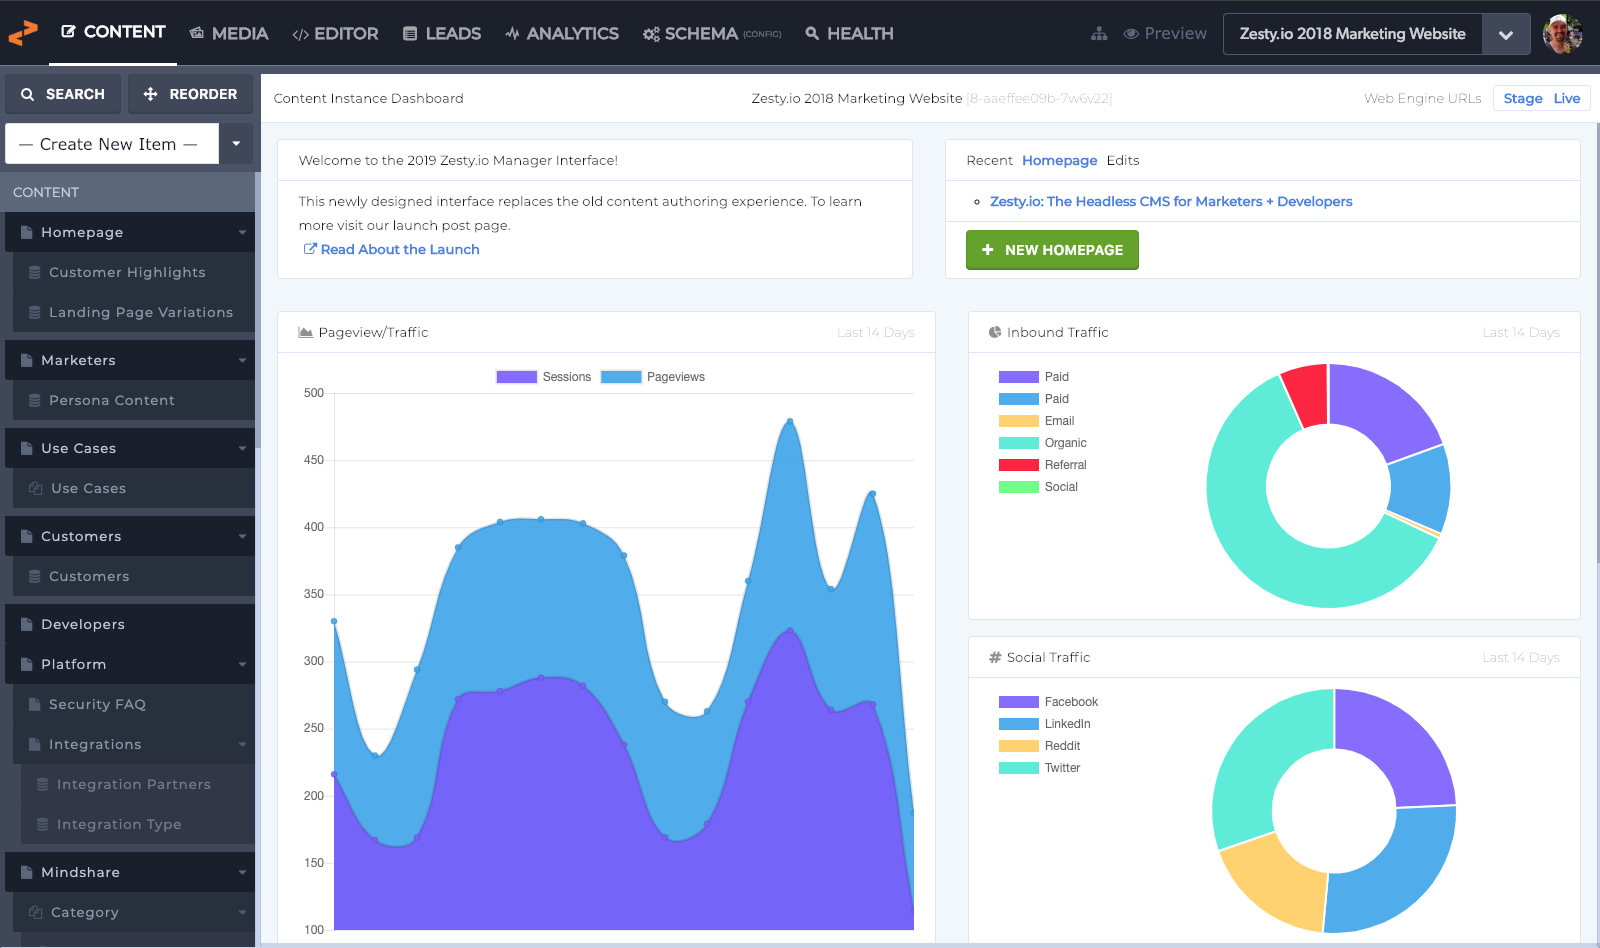 CONTENT MEDIA EDITOR LEADS ANALYTICS SCHEMA (CONFIG) HEALTH Preview Zesty.io 2018 Marketing Website
SEARCH REORDER
— Create New Item —
CONTENT
Homepage
Customer Highlights
Landing Page Variations
Marketers
Persona Content
Use Cases
Use Cases
Customers
Customers
Developers
Platform
Security FAQ
Integrations
Integration Partners
Integration Type
Mindshare
Category
Content Instance Dashboard
Zesty.io 2018 Marketing Website [8-aaeffee09b-7w6v22]
Web Engine URLs Stage Live
Welcome to the 2019 Zesty.io Manager Interface!
This newly designed interface replaces the old content authoring experience. To learn
more visit our launch post page.
Read About the Launch
Recent Homepage Edits
Zesty.io: The Headless CMS for Marketers + Developers
+ NEW HOMEPAGE
Pageview/Traffic Last 14 Days
Sessions Pageviews
500
450
400
350
300
250
200
150
100
Inbound Traffic Last 14 Days
Paid
Paid
Email
Organic
Referral
Social
# Social Traffic Last 14 Days
Facebook
LinkedIn
Reddit
Twitter